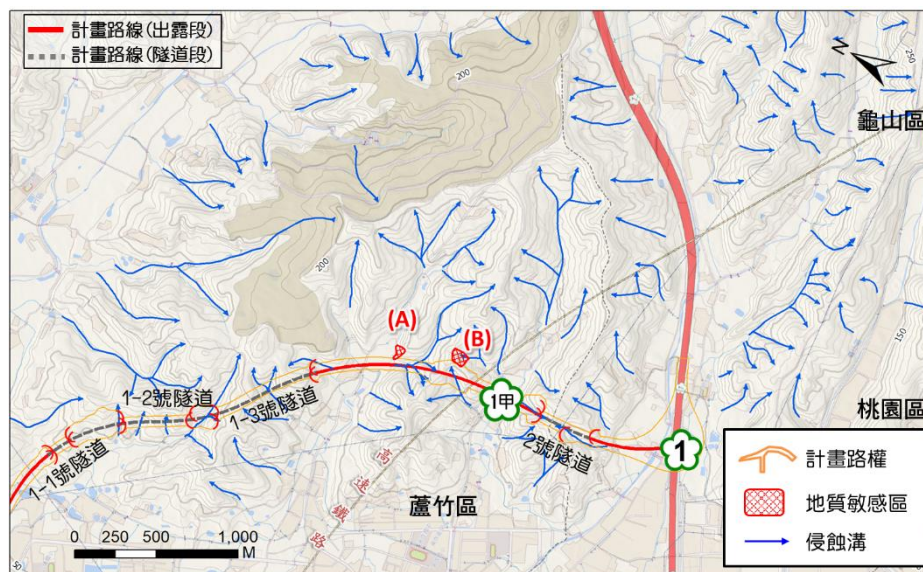 計畫路線(出露段)
計畫路線(隧道段)
200
N
250
龜山區
200
(A)
(B)
1-2號隧道
1甲
1-3號隧道
桃園區
1-1號隧道
2號隧道
1
高速鐵路
蘆竹區
計畫路權
地質敏感區
侵蝕溝
0 250 500 1,000
M
50